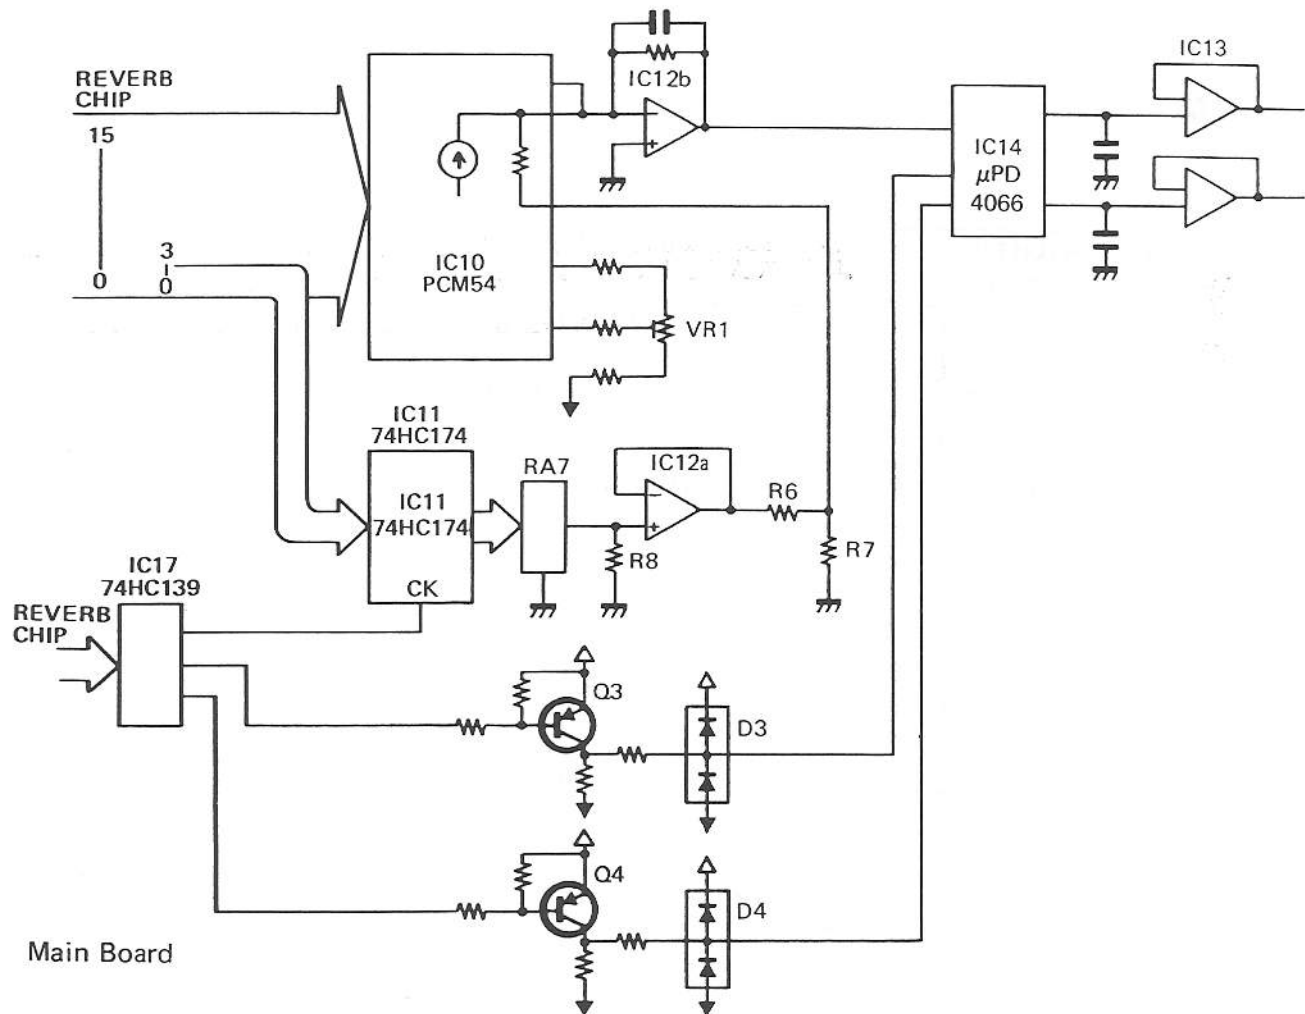 REVERB
CHIP
15
0
3
0
IC10
PCM54
IC12b
VR1
IC14
μPD
4066
IC13
IC11
74HC174
IC11
74HC174
CK
RA7
IC12a
R8
R6
R7
IC17
74HC139
REVERB
CHIP
Q3
D3
Q4
D4
Main Board